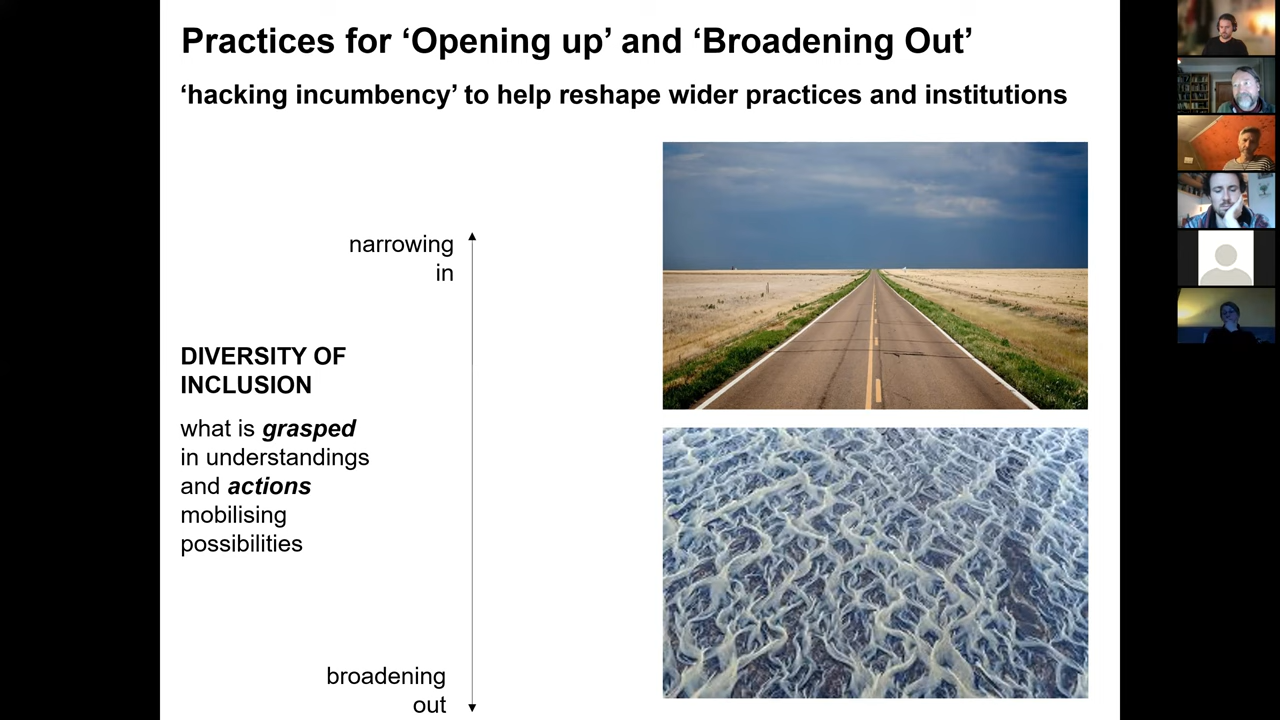 Practices for ‘Opening up’ and ‘Broadening Out’
‘hacking incumbency’ to help reshape wider practices and institutions
narrowing
in
DIVERSITY OF
INCLUSION
what is grasped
in understandings
and actions
mobilising
possibilities
broadening
out